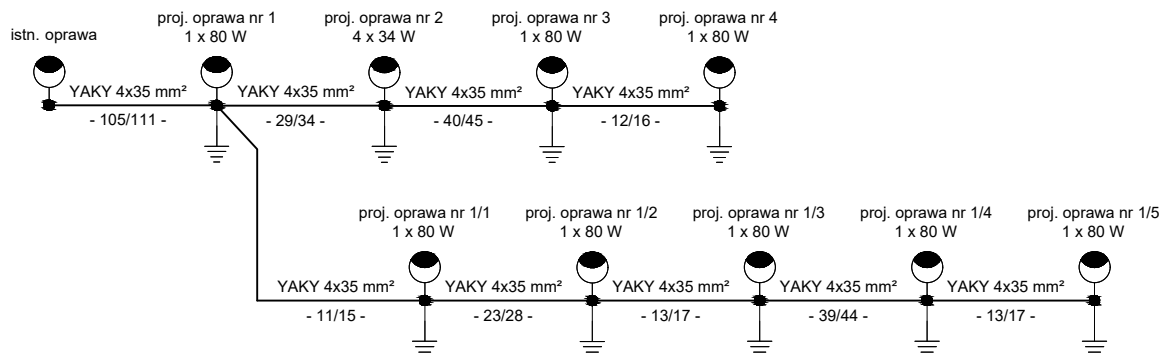 istn. oprawa
proj. oprawa nr 1
1 x 80 W
proj. oprawa nr 2
4 x 34 W
proj. oprawa nr 3
1 x 80 W
proj. oprawa nr 4
1 x 80 W
YAKY 4x35 mm²
- 105/111 -
YAKY 4x35 mm²
- 29/34 -
YAKY 4x35 mm²
- 40/45 -
YAKY 4x35 mm²
- 12/16 -
proj. oprawa nr 1/1
1 x 80 W
proj. oprawa nr 1/2
1 x 80 W
proj. oprawa nr 1/3
1 x 80 W
proj. oprawa nr 1/4
1 x 80 W
proj. oprawa nr 1/5
1 x 80 W
YAKY 4x35 mm²
- 11/15 -
YAKY 4x35 mm²
- 23/28 -
YAKY 4x35 mm²
- 13/17 -
YAKY 4x35 mm²
- 39/44 -
YAKY 4x35 mm²
- 13/17 -